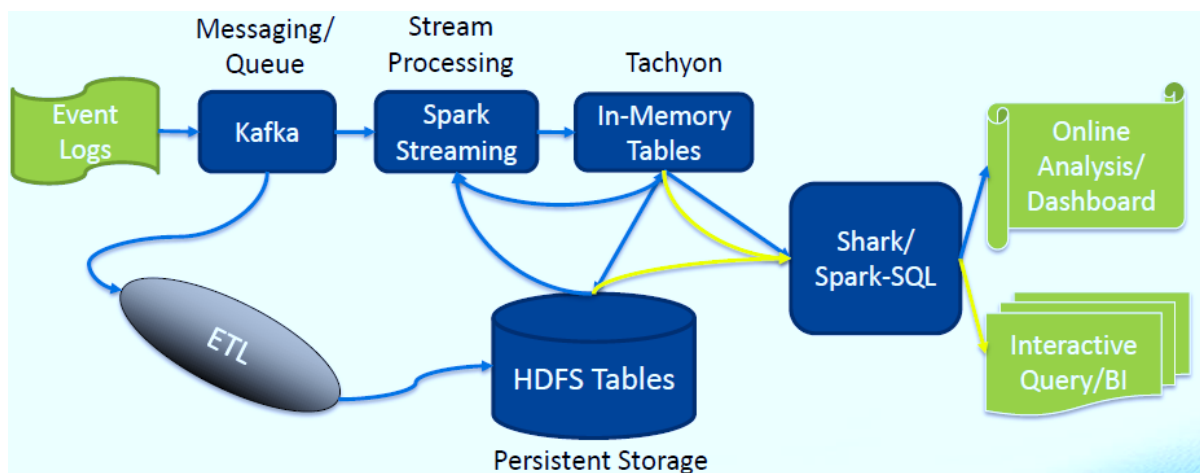 Messaging/
Queue
Stream
Processing
Tachyon
Event
Logs
Kafka
Spark
Streaming
In-Memory
Tables
Online
Analysis/
Dashboard
Shark/
Spark-SQL
ETL
HDFS Tables
Interactive
Query/BI
Persistent Storage